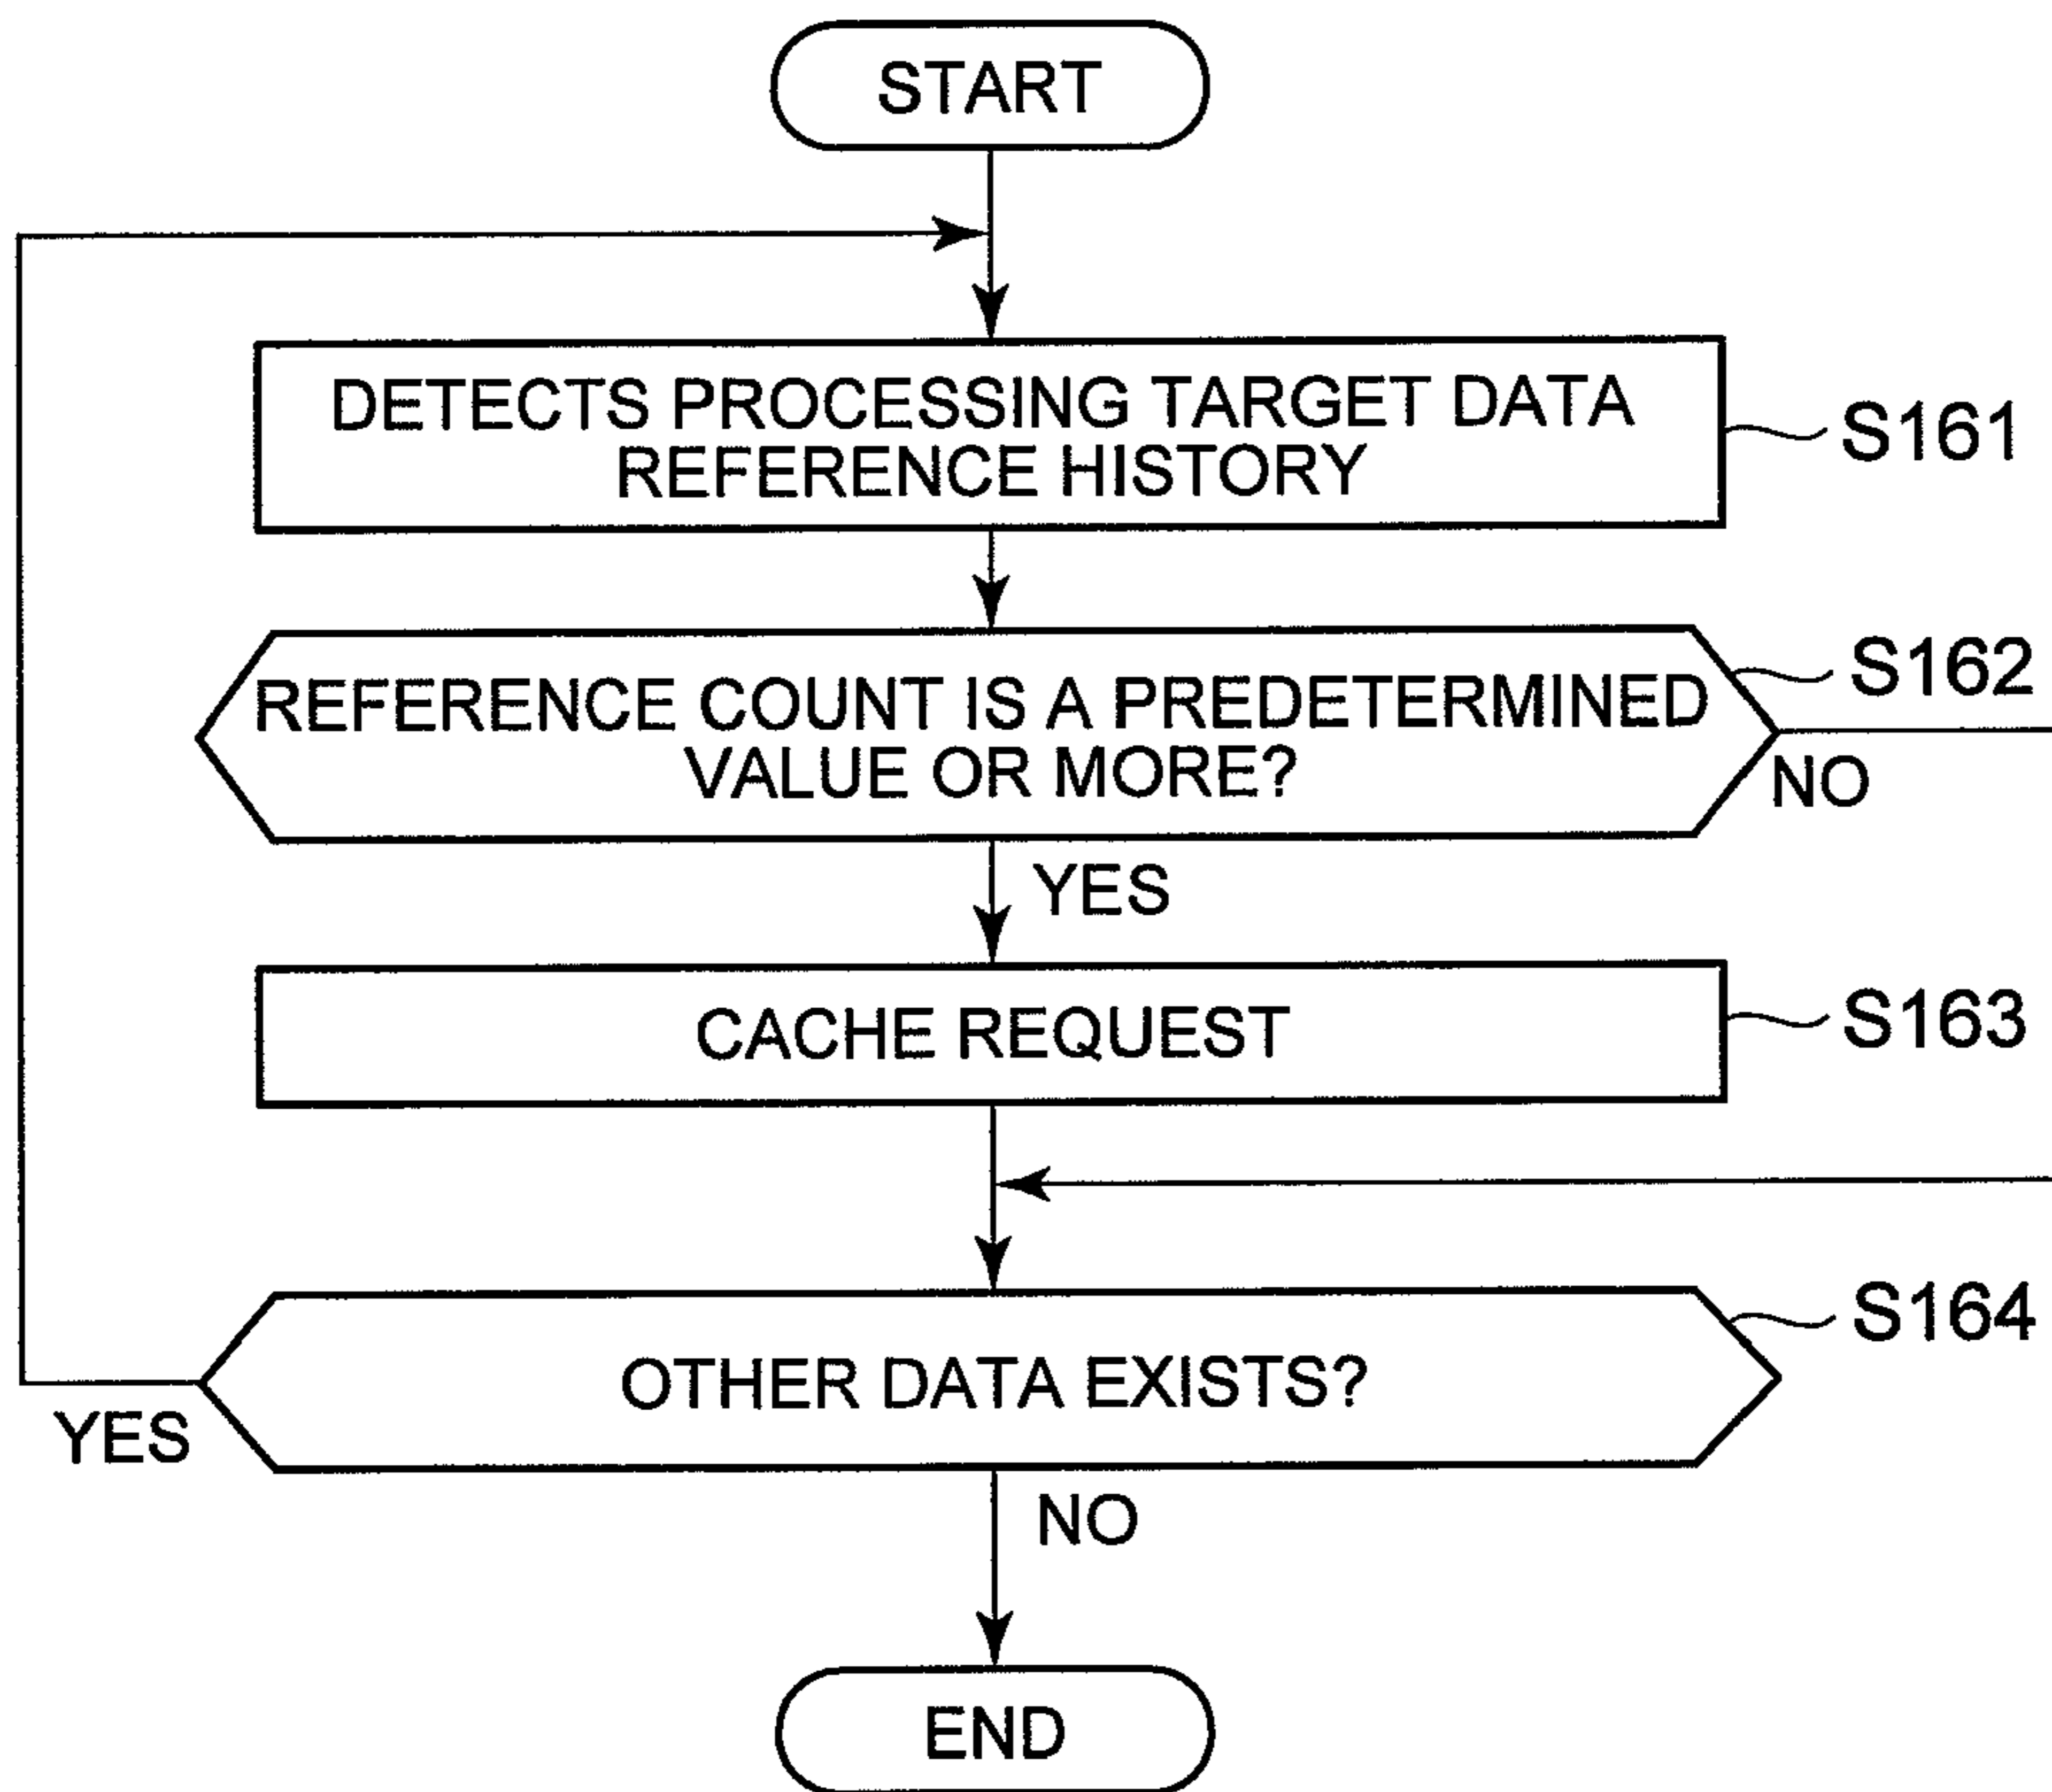 START
DETECTS PROCESSING TARGET DATA
REFERENCE HISTORY
S161
REFERENCE COUNT IS A PREDETERMINED
VALUE OR MORE?
S162
NO
YES
CACHE REQUEST
S163
OTHER DATA EXISTS?
S164
YES
NO
END